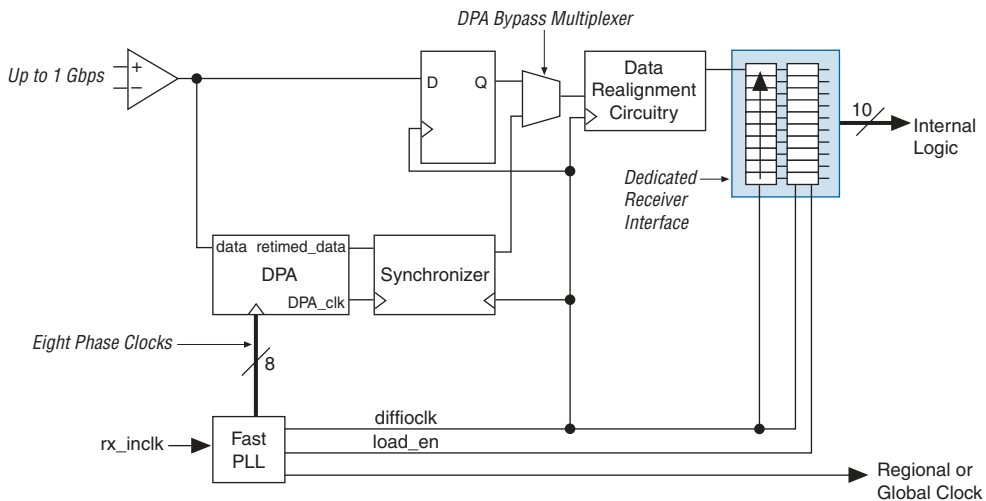 DPA Bypass Multiplexer
Up to 1 Gbps
+
−
D
Q
Data
Realignment
Circuitry
10
Internal
Logic
Dedicated
Receiver
Interface
data
retimed_data
DPA
DPA_clk
Synchronizer
Eight Phase Clocks
8
rx_inclk
Fast
PLL
diffioclk
load_en
Regional or
Global Clock